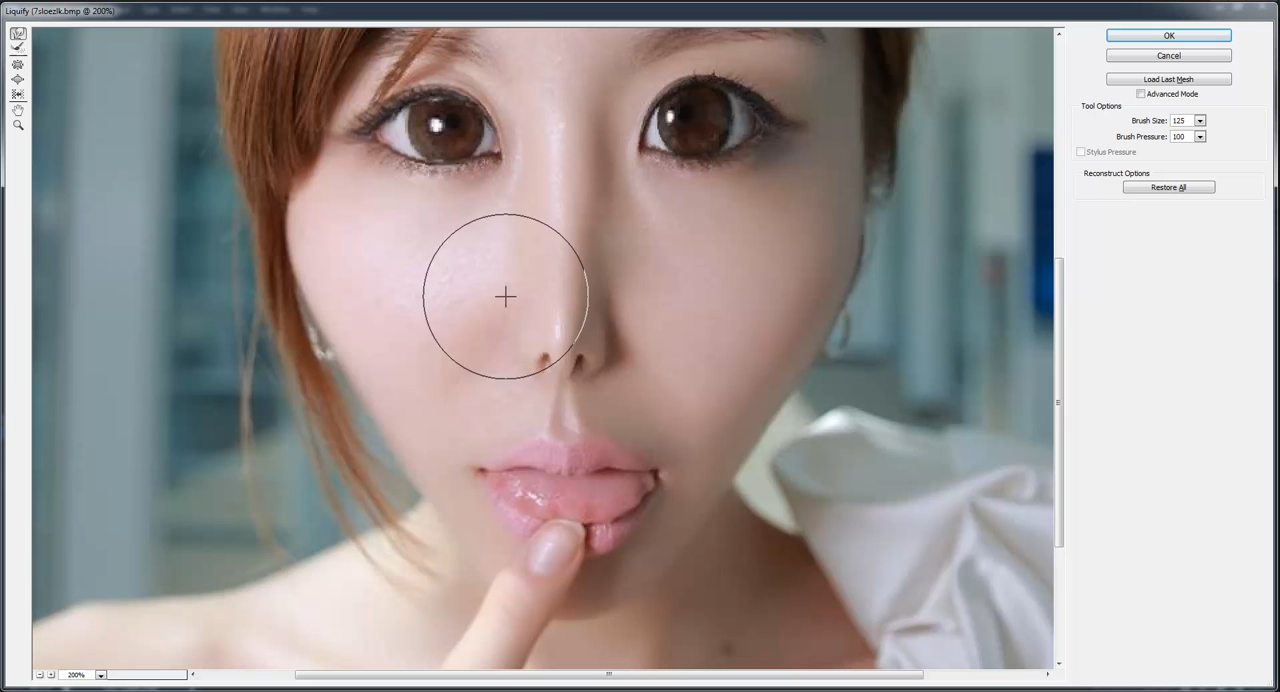 Liquify (7sloezlk.bmp @ 200%)
OK
Cancel
Load Last Mesh
Advanced Mode
Tool Options
Brush Size: 125
Brush Pressure: 100
Stylus Pressure
Reconstruct Options
Restore All
200%